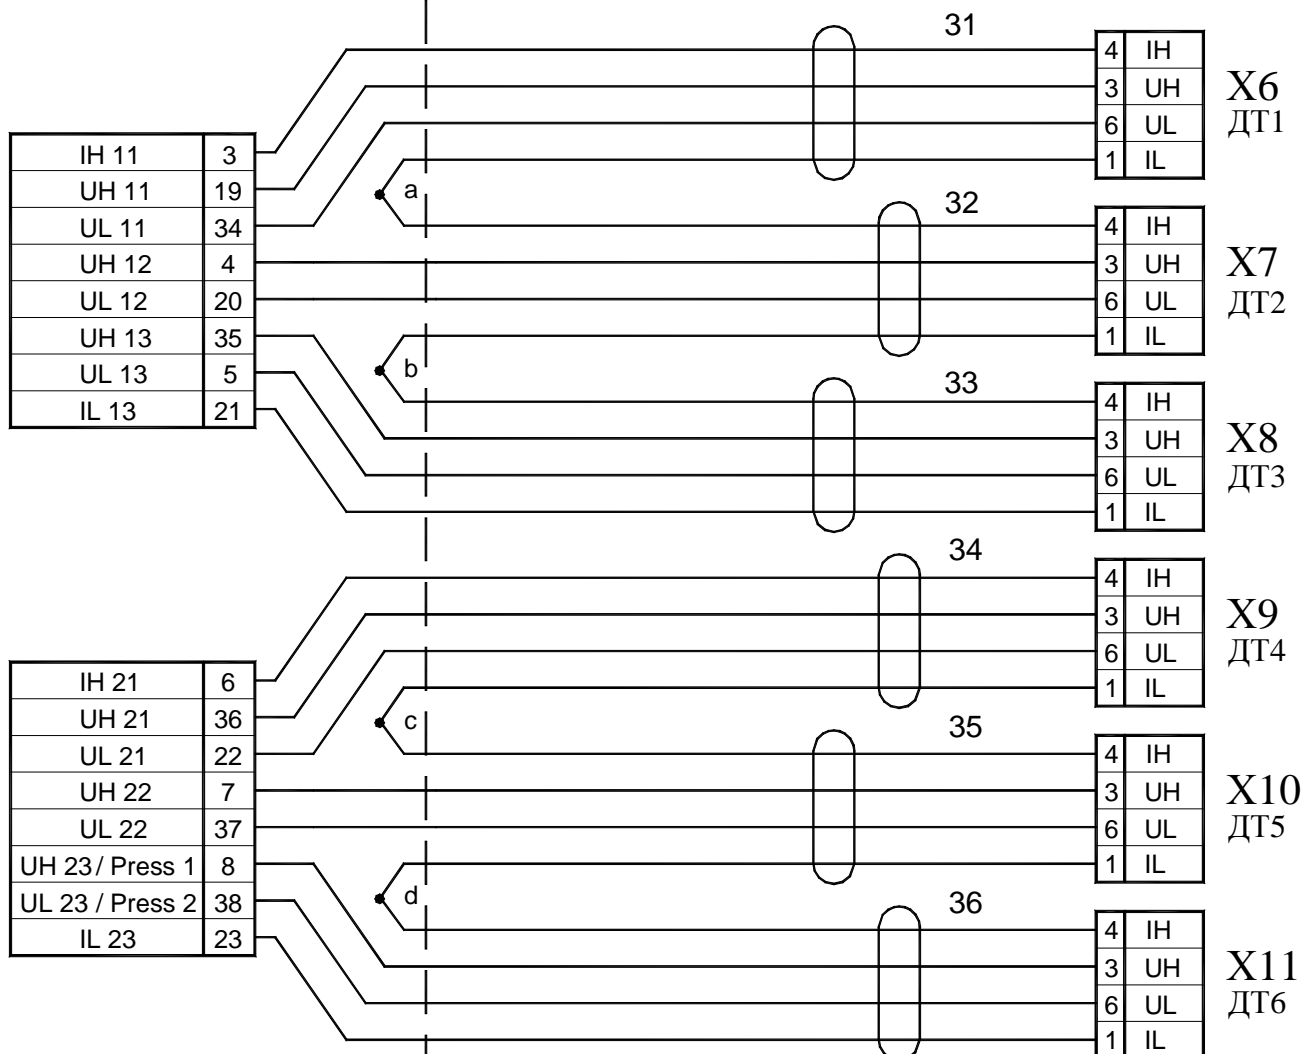 31
4 IH
3 UH
6 UL
1 IL
X6
ДТ1
IH 11 3
UH 11 19
UL 11 34
UH 12 4
UL 12 20
UH 13 35
UL 13 5
IL 13 21
a
32
4 IH
3 UH
6 UL
1 IL
X7
ДТ2
b
33
4 IH
3 UH
6 UL
1 IL
X8
ДТ3
34
4 IH
3 UH
6 UL
1 IL
X9
ДТ4
IH 21 6
UH 21 36
UL 21 22
UH 22 7
UL 22 37
UH 23 / Press 1 8
UL 23 / Press 2 38
IL 23 23
c
35
4 IH
3 UH
6 UL
1 IL
X10
ДТ5
d
36
4 IH
3 UH
6 UL
1 IL
X11
ДТ6